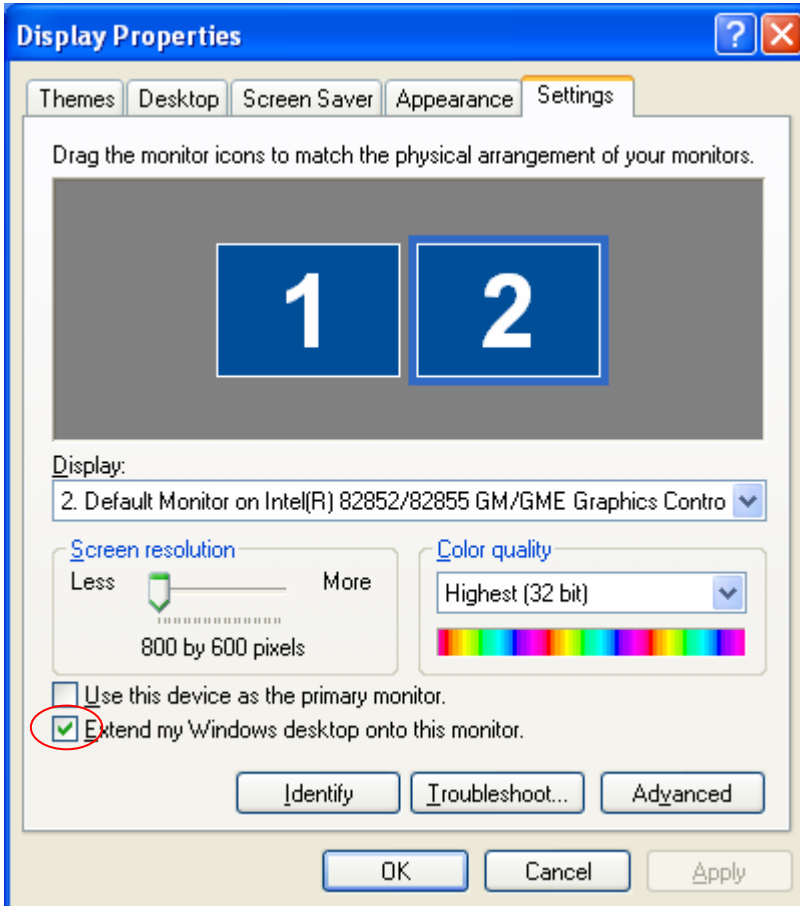 Display Properties
?
Themes Desktop Screen Saver Appearance Settings
Drag the monitor icons to match the physical arrangement of your monitors.
1 2
Display:
2. Default Monitor on Intel(R) 82852/82855 GM/GME Graphics Contro
Screen resolution Color quality
Less More Highest (32 bit)
800 by 600 pixels
Use this device as the primary monitor.
Extend my Windows desktop onto this monitor.
Identify Troubleshoot... Advanced
OK Cancel Apply